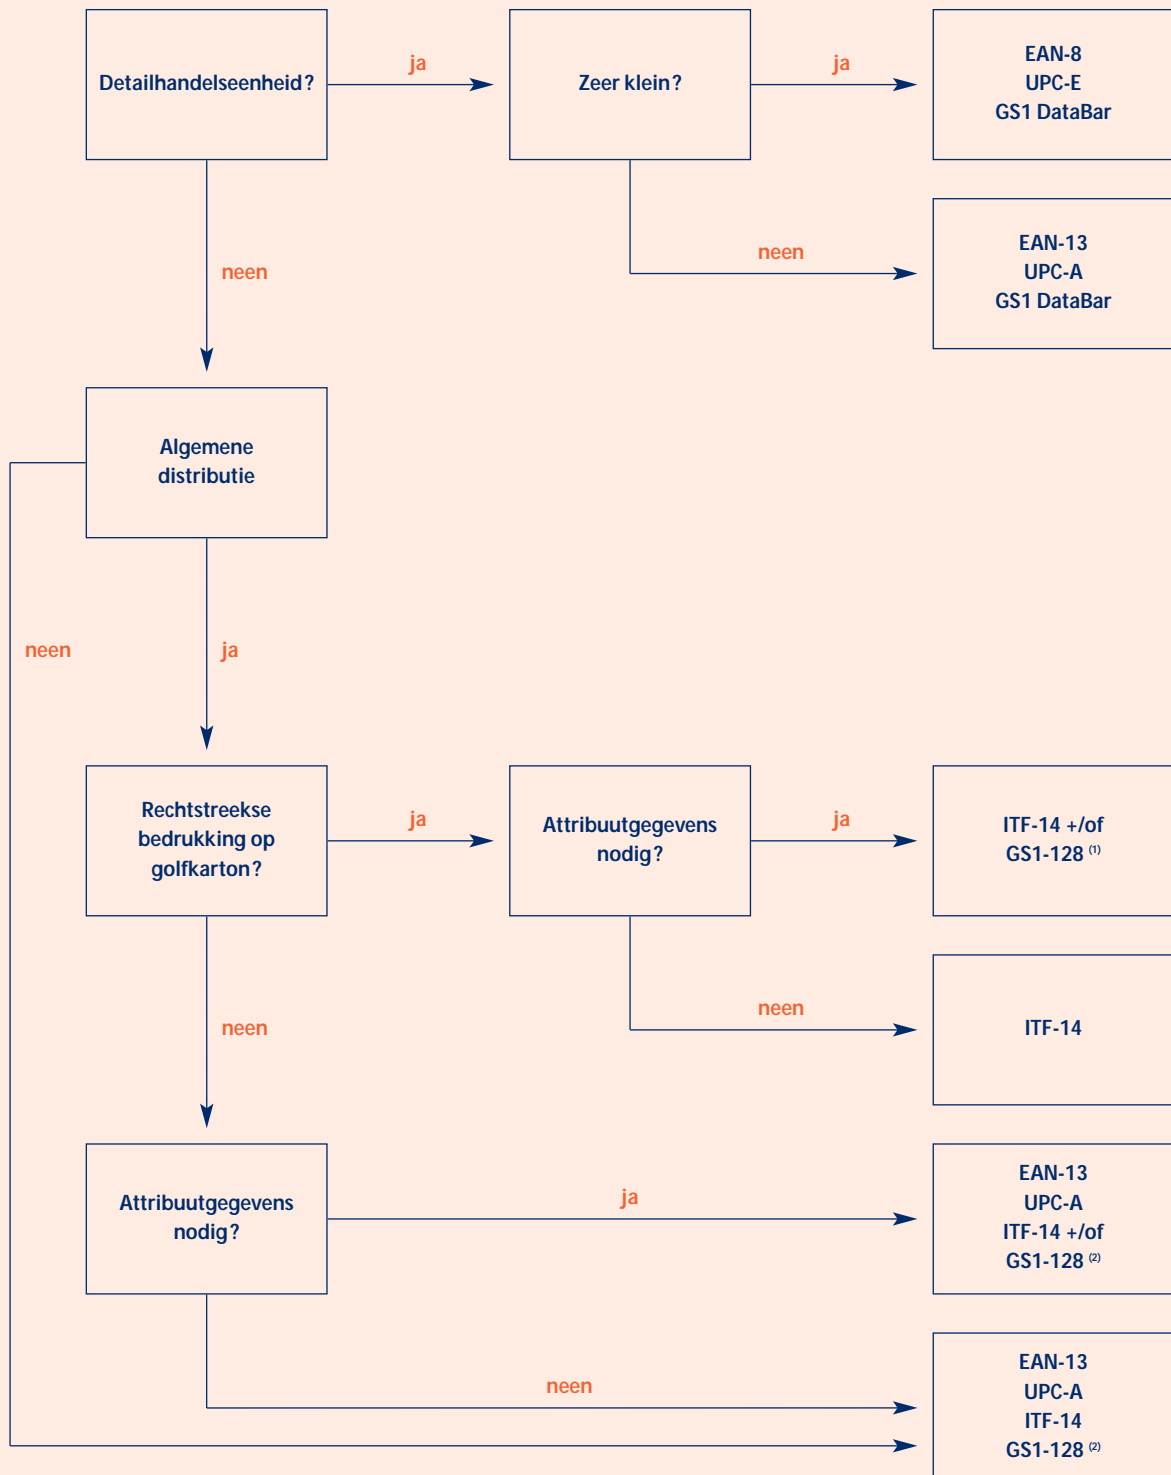 Detailhandelseenheid?
ja
Zeer klein?
ja
EAN-8
UPC-E
GS1 DataBar
neen
neen
EAN-13
UPC-A
GS1 DataBar
Algemene
distributie
neen
ja
Rechtstreekse
bedrukking op
golfkarton?
ja
Attribuutgegevens
nodig?
ja
ITF-14 +/of
GS1-128 (1)
neen
neen
ITF-14
Attribuutgegevens
nodig?
ja
EAN-13
UPC-A
ITF-14 +/of
GS1-128 (2)
neen
EAN-13
UPC-A
ITF-14
GS1-128 (2)